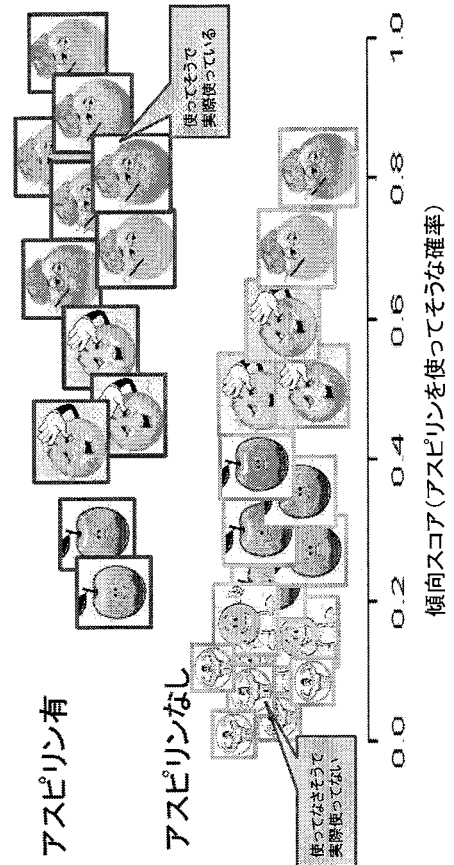 アスピリン有
使ってそうで
実際使っている
アスピリンなし
使ってなさそうで
実際使ってない
0.0 0.2 0.4 0.6 0.8 1.0
傾向スコア(アスピリンを使ってそうな確率)